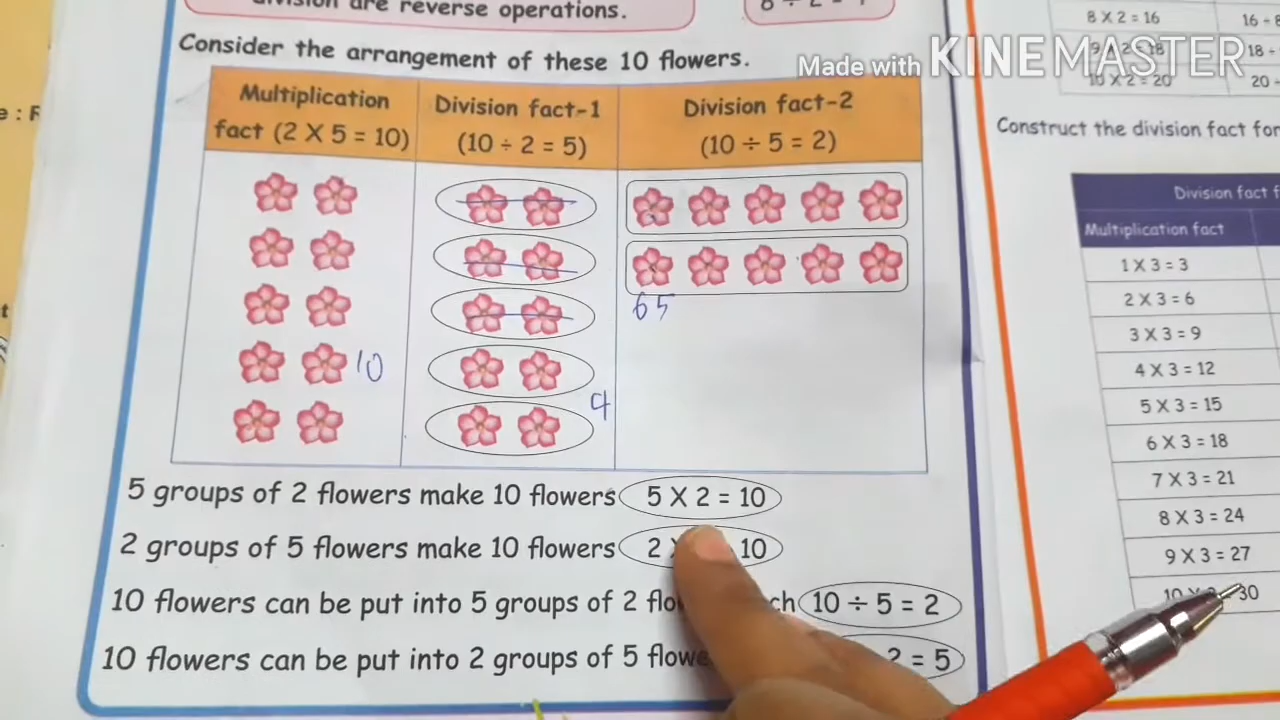 division are reverse operations.
Consider the arrangement of these 10 flowers.
Made with KINEMASTER
Multiplication fact (2 X 5 = 10)
Division fact-1 (10 ÷ 2 = 5)
Division fact-2 (10 ÷ 5 = 2)
10
4
65
5 groups of 2 flowers make 10 flowers 5 X 2 = 10
2 groups of 5 flowers make 10 flowers 2 10
10 flowers can be put into 5 groups of 2 10 ÷ 5 = 2
10 flowers can be put into 2 groups of 5 2 = 5
8 X 2 = 16
16 ÷
9 X 2 = 18
18 ÷
10 X 2 = 20
20 ÷
Construct the division fact for
Division fact
Multiplication fact
1 X 3 = 3
2 X 3 = 6
3 X 3 = 9
4 X 3 = 12
5 X 3 = 15
6 X 3 = 18
7 X 3 = 21
8 X 3 = 24
9 X 3 = 27
30